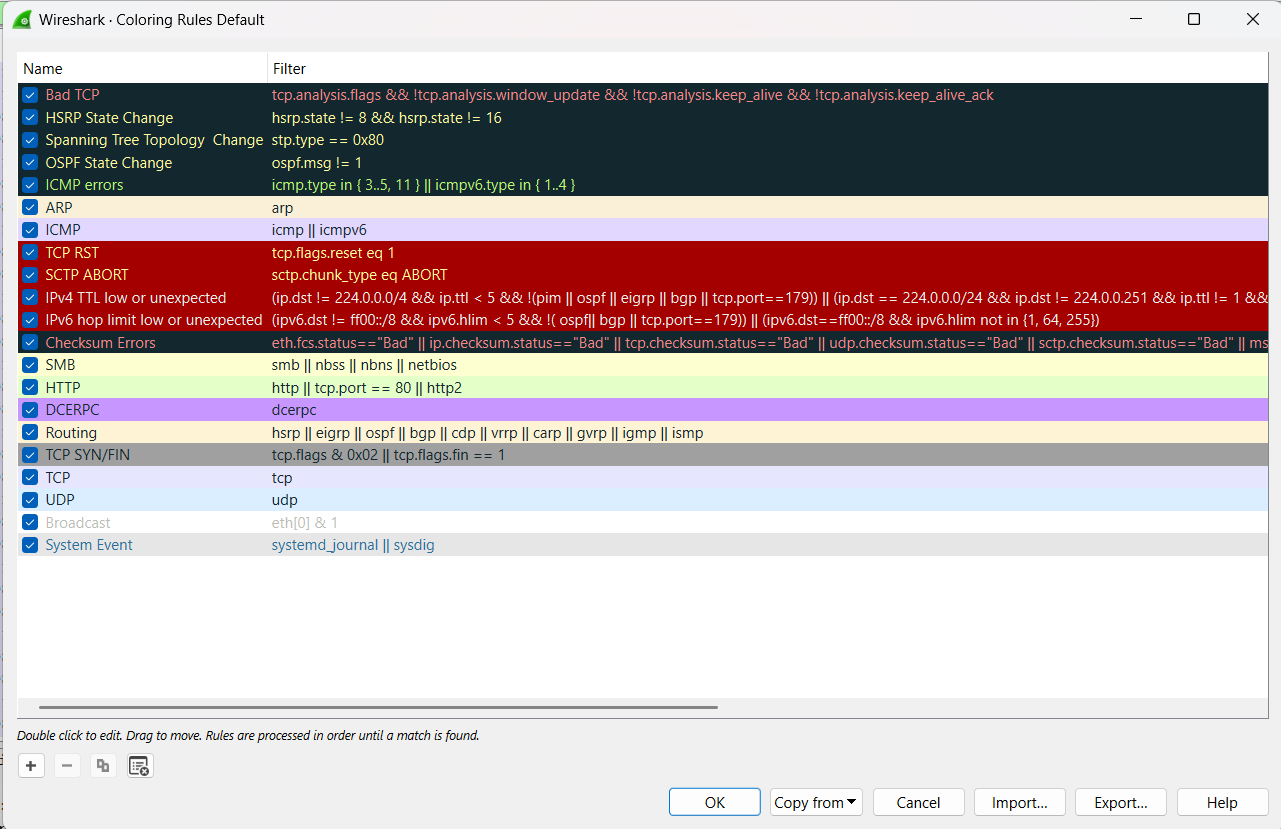 Wireshark · Coloring Rules Default
Name Filter
Bad TCP tcp.analysis.flags && !tcp.analysis.window_update && !tcp.analysis.keep_alive && !tcp.analysis.keep_alive_ack
HSRP State Change hsrp.state != 8 && hsrp.state != 16
Spanning Tree Topology  Change stp.type == 0x80
OSPF State Change ospf.msg != 1
ICMP errors icmp.type in { 3..5, 11 } || icmpv6.type in { 1..4 }
ARP arp
ICMP icmp || icmpv6
TCP RST tcp.flags.reset eq 1
SCTP ABORT sctp.chunk_type eq ABORT
IPv4 TTL low or unexpected (ip.dst != 224.0.0.0/4 && ip.ttl < 5 && !(pim || ospf || eigrp || bgp || tcp.port==179)) || (ip.dst == 224.0.0.0/24 && ip.dst != 224.0.0.251 && ip.ttl != 1 &&
IPv6 hop limit low or unexpected (ipv6.dst != ff00::/8 && ipv6.hlim < 5 && !( ospf|| bgp || tcp.port==179)) || (ipv6.dst==ff00::/8 && ipv6.hlim not in {1, 64, 255})
Checksum Errors eth.fcs.status=="Bad" || ip.checksum.status=="Bad" || tcp.checksum.status=="Bad" || udp.checksum.status=="Bad" || sctp.checksum.status=="Bad" || ms
SMB smb || nbss || nbns || netbios
HTTP http || tcp.port == 80 || http2
DCERPC dcerpc
Routing hsrp || eigrp || ospf || bgp || cdp || vrrp || carp || gvrp || igmp || ismp
TCP SYN/FIN tcp.flags & 0x02 || tcp.flags.fin == 1
TCP tcp
UDP udp
Broadcast eth[0] & 1
System Event systemd_journal || sysdig
Double click to edit. Drag to move. Rules are processed in order until a match is found.
OK Copy from Cancel Import... Export... Help